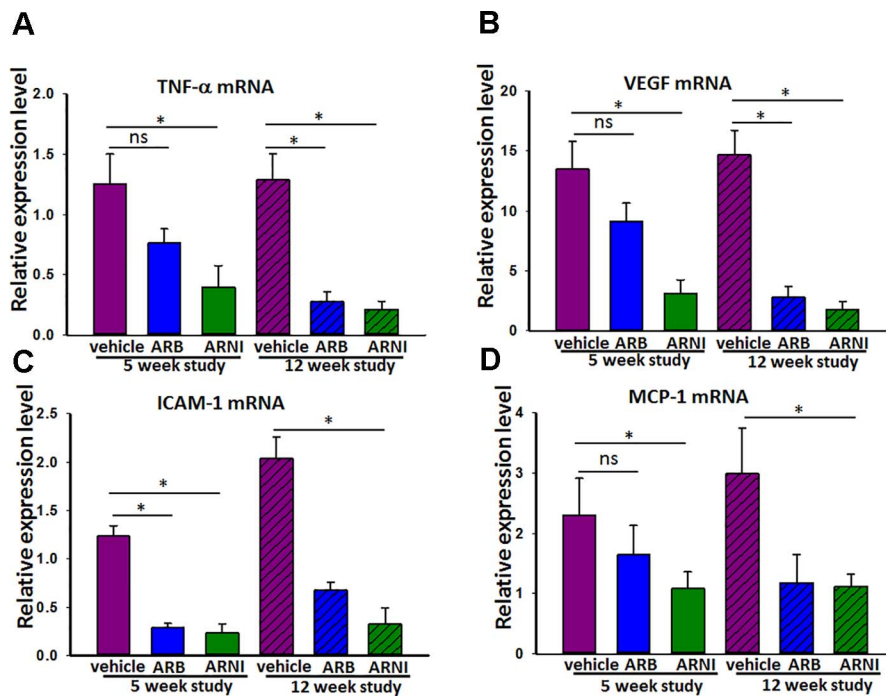 A
TNF-α mRNA
Relative expression level
2.0
1.5
1.0
0.5
0.0
*
ns
*
*
vehicle ARB ARNI vehicle ARB ARNI
5 week study 12 week study
B
VEGF mRNA
Relative expression level
20
15
10
5
0
*
ns
*
*
vehicle ARB ARNI vehicle ARB ARNI
5 week study 12 week study
C
ICAM-1 mRNA
Relative expression level
2.5
2.0
1.5
1.0
0.5
0.0
*
*
*
vehicle ARB ARNI vehicle ARB ARNI
5 week study 12 week study
D
MCP-1 mRNA
Relative expression level
4
3
2
1
0
*
ns
*
vehicle ARB ARNI vehicle ARB ARNI
5 week study 12 week study